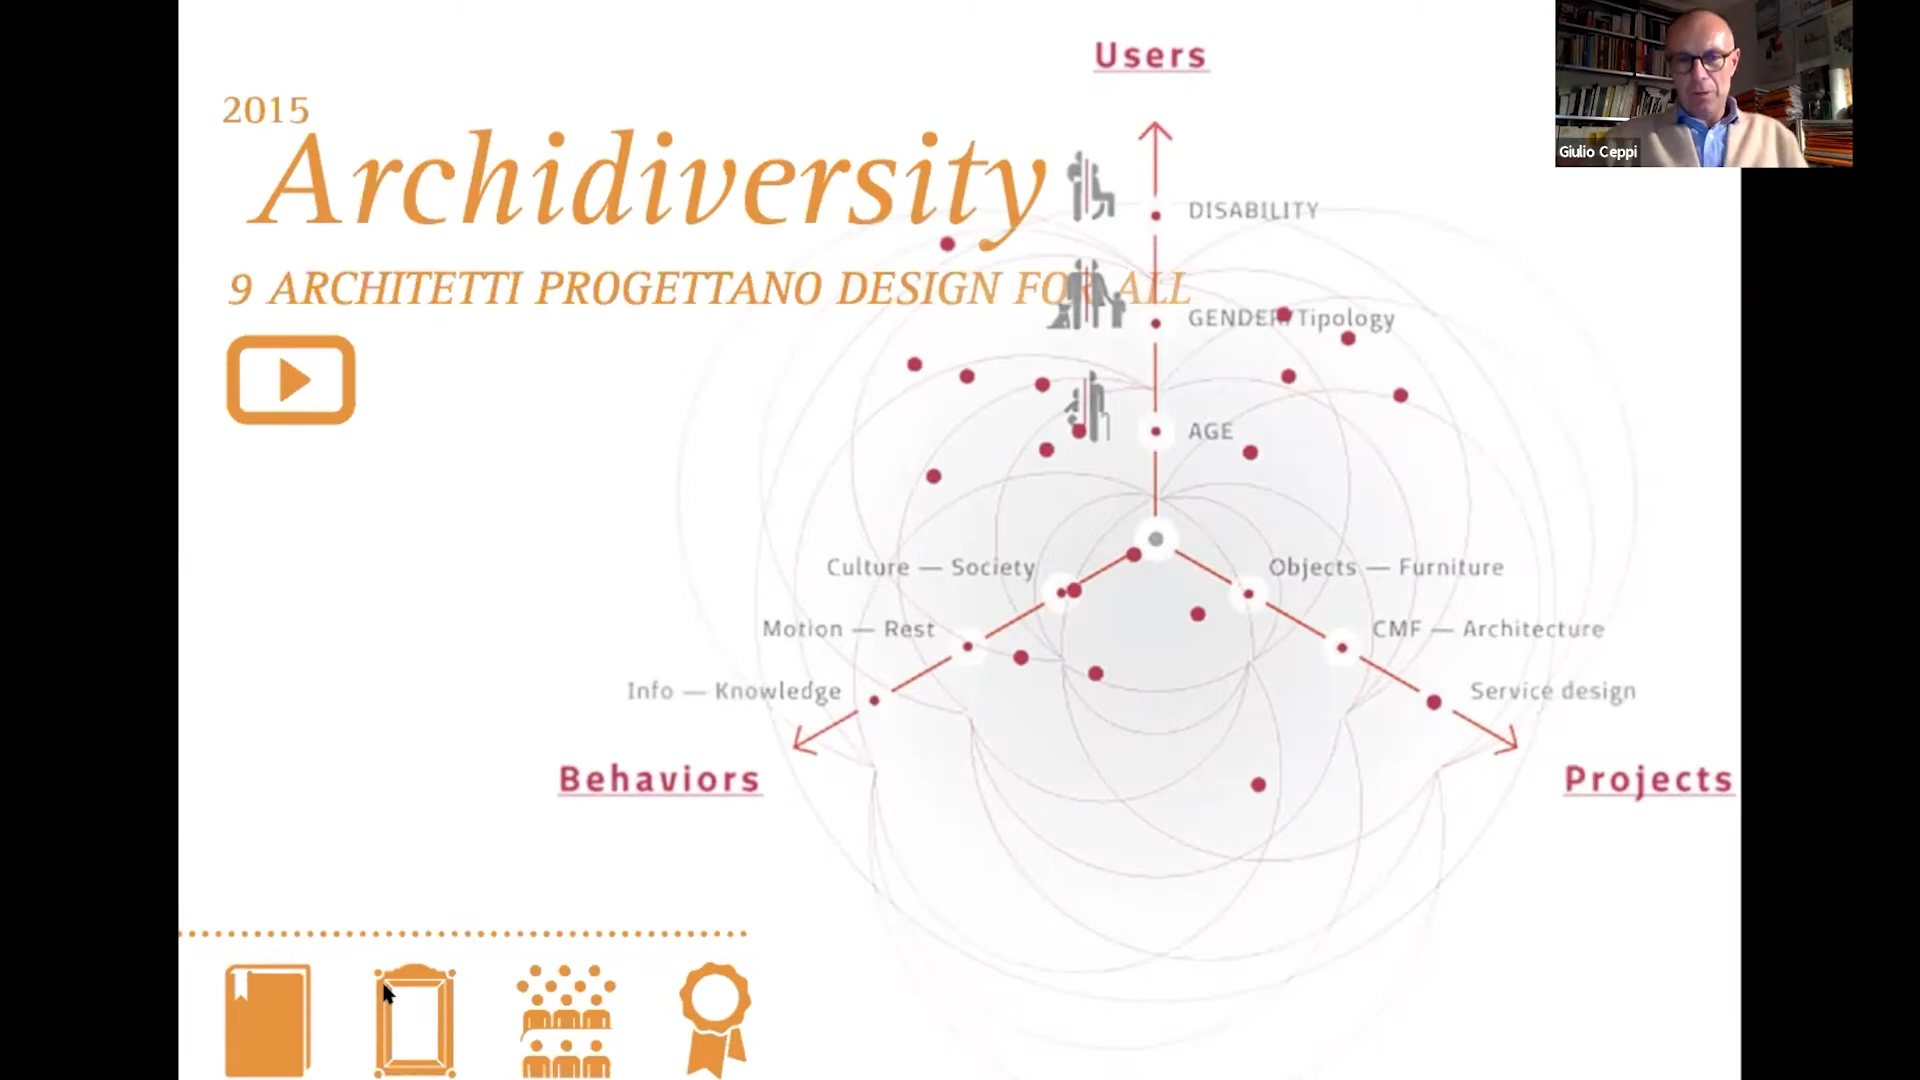 Users
Giulio Ceppi
2015
Archidiversity
DISABILITY
9 ARCHITETTI PROGETTANO DESIGN FOR ALL
GENDER/Tipology
AGE
Culture — Society
Objects — Furniture
Motion — Rest
CMF — Architecture
Info — Knowledge
Service design
Behaviors
Projects